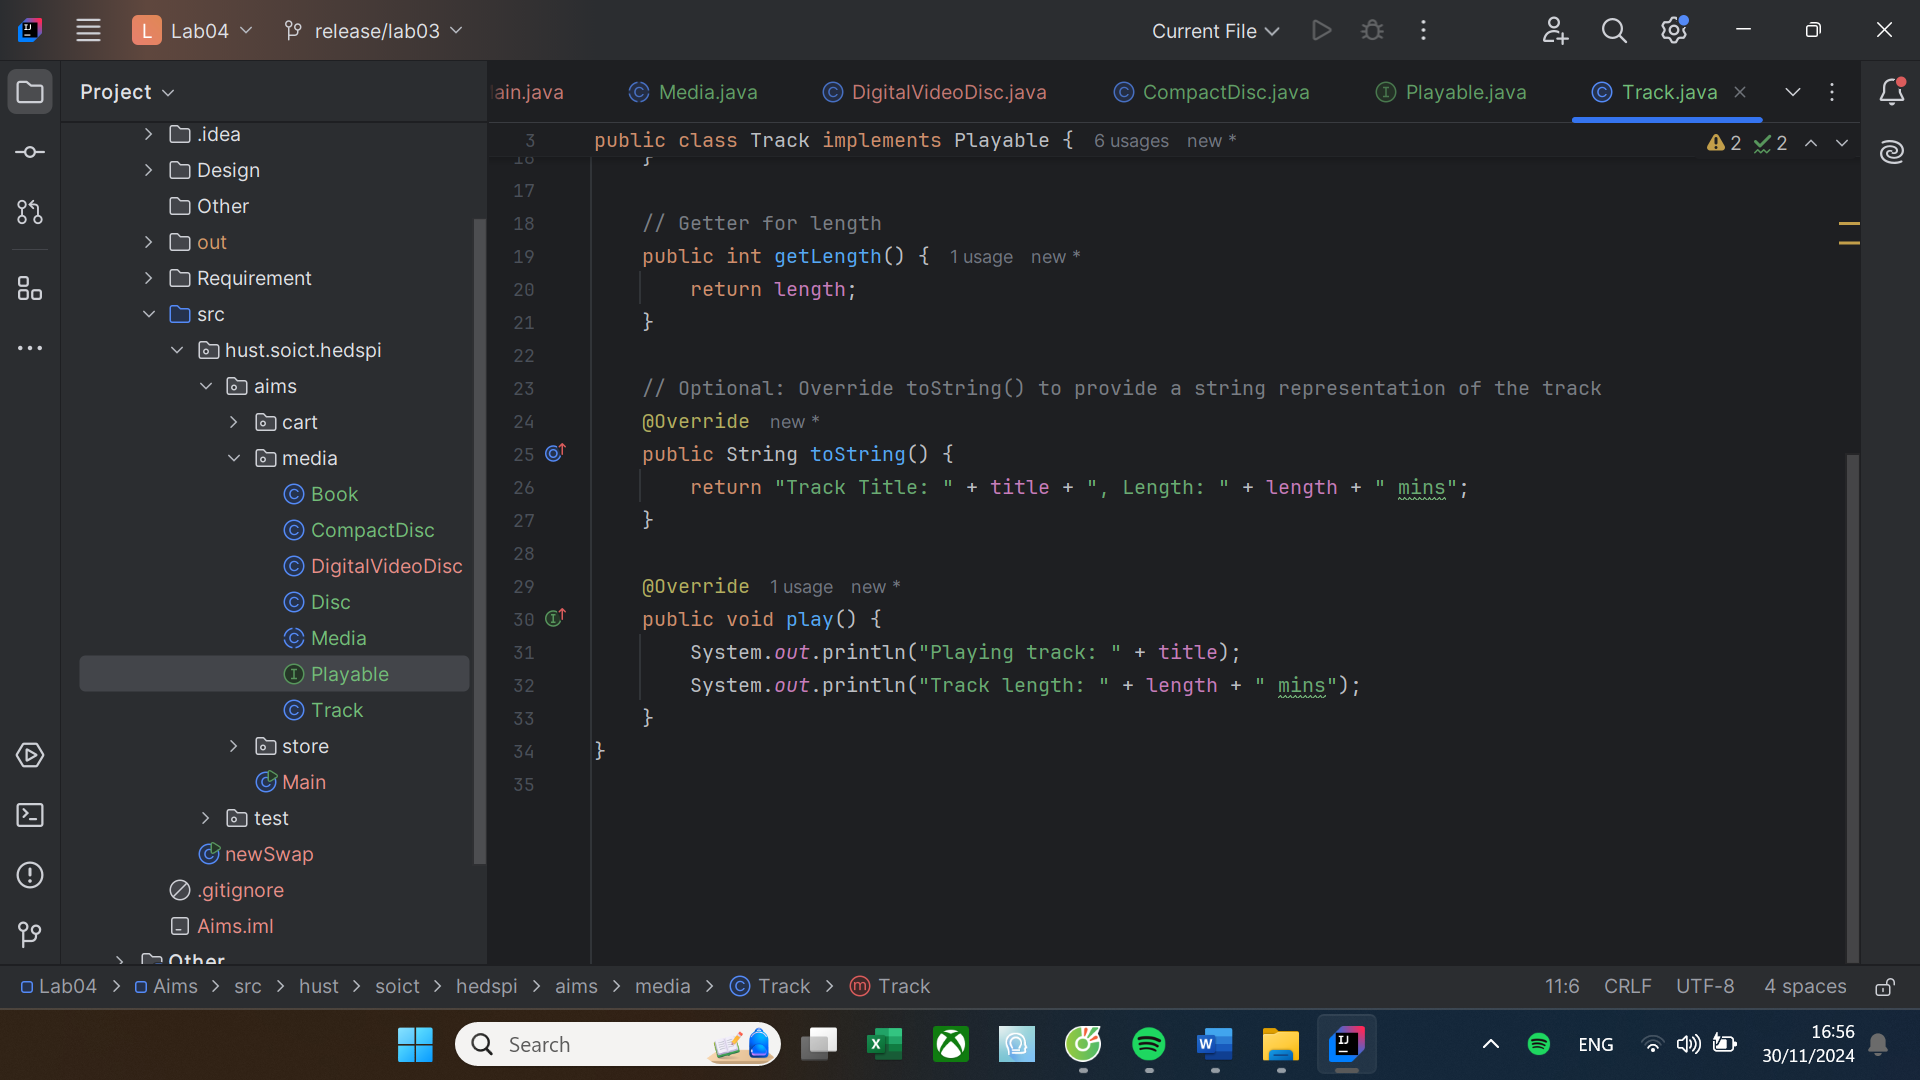 L Lab04 release/lab03 Current File
Project
ain.java Media.java DigitalVideoDisc.java CompactDisc.java Playable.java Track.java
.idea
Design
Other
out
Requirement
src
hust.soict.hedspi
aims
cart
media
Book
CompactDisc
DigitalVideoDisc
Disc
Media
Playable
Track
store
Main
test
newSwap
.gitignore
Aims.iml
Other
3 public class Track implements Playable { 6 usages new * 2 2
16 }
17
18 // Getter for length
19 public int getLength() { 1 usage new *
20 return length;
21 }
22
23 // Optional: Override toString() to provide a string representation of the track
24 @Override new *
25 public String toString() {
26 return "Track Title: " + title + ", Length: " + length + " mins";
27 }
28
29 @Override 1 usage new *
30 public void play() {
31 System.out.println("Playing track: " + title);
32 System.out.println("Track length: " + length + " mins");
33 }
34 }
35
Lab04 > Aims > src > hust > soict > hedspi > aims > media > Track > Track 11:6 CRLF UTF-8 4 spaces
Search ENG 16:56
30/11/2024